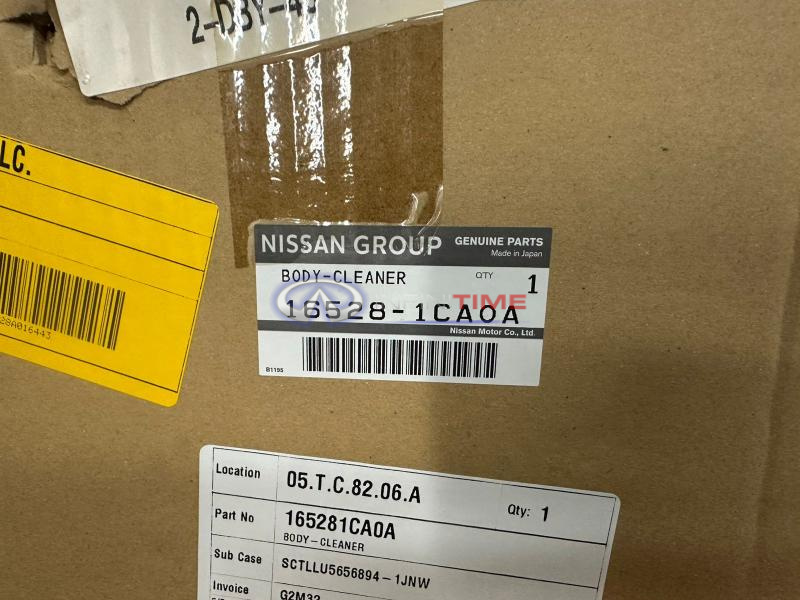 2-D3Y-4
LC.
NISSAN GROUP GENUINE PARTS
Made in Japan
BODY-CLEANER QTY 1
16528-1CA0A
TIME
Nissan Motor Co., Ltd.
B1195
28A016443
Location 05.T.C.82.06.A Qty: 1
Part No 165281CA0A
BODY-CLEANER
Sub Case SCTLLU5656894-1JNW
Invoice G2M32